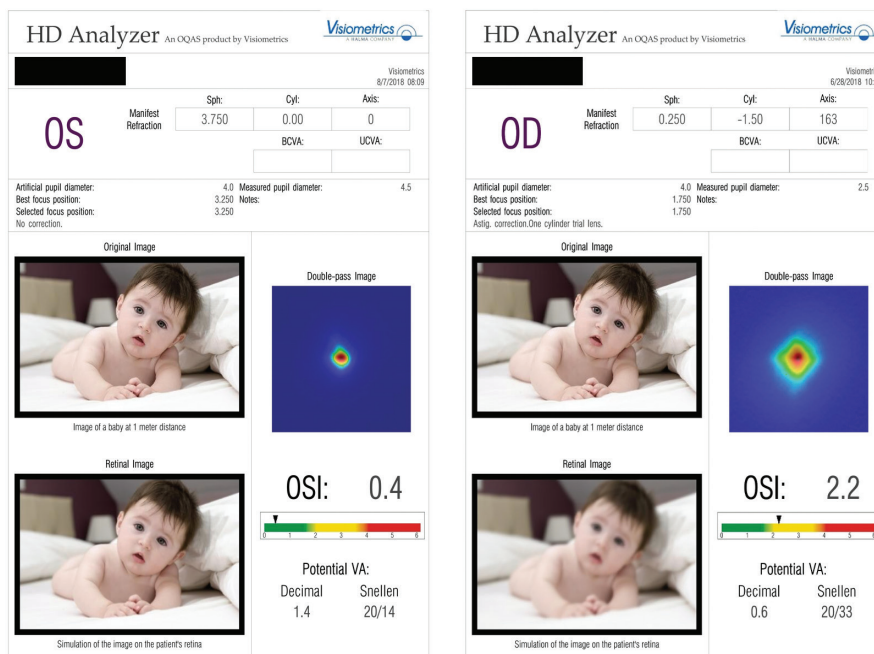 HD Analyzer An OQAS product by Visiometrics
Visiometrics
A HALMA COMPANY
Visiometrics
8/7/2018 08:09
OS
Manifest Refraction
Sph: Cyl: Axis:
3.750 0.00 0
BCVA: UCVA:
Artificial pupil diameter: 4.0 Measured pupil diameter: 4.5
Best focus position: 3.250 Notes:
Selected focus position: 3.250
No correction.
Original Image
Image of a baby at 1 meter distance
Double-pass Image
Retinal Image
Simulation of the image on the patient's retina
OSI: 0.4
0 1 2 3 4 5 6
Potential VA:
Decimal Snellen
1.4 20/14
HD Analyzer An OQAS product by Visiometrics
Visiometrics
A HALMA COMPANY
Visiometri
6/28/2018 10:
OD
Manifest Refraction
Sph: Cyl: Axis:
0.250 -1.50 163
BCVA: UCVA:
Artificial pupil diameter: 4.0 Measured pupil diameter: 2.5
Best focus position: 1.750 Notes:
Selected focus position: 1.750
Astig. correction.One cylinder trial lens.
Original Image
Image of a baby at 1 meter distance
Double-pass Image
Retinal Image
Simulation of the image on the patient's retina
OSI: 2.2
0 1 2 3 4 5
Potential VA:
Decimal Snellen
0.6 20/33